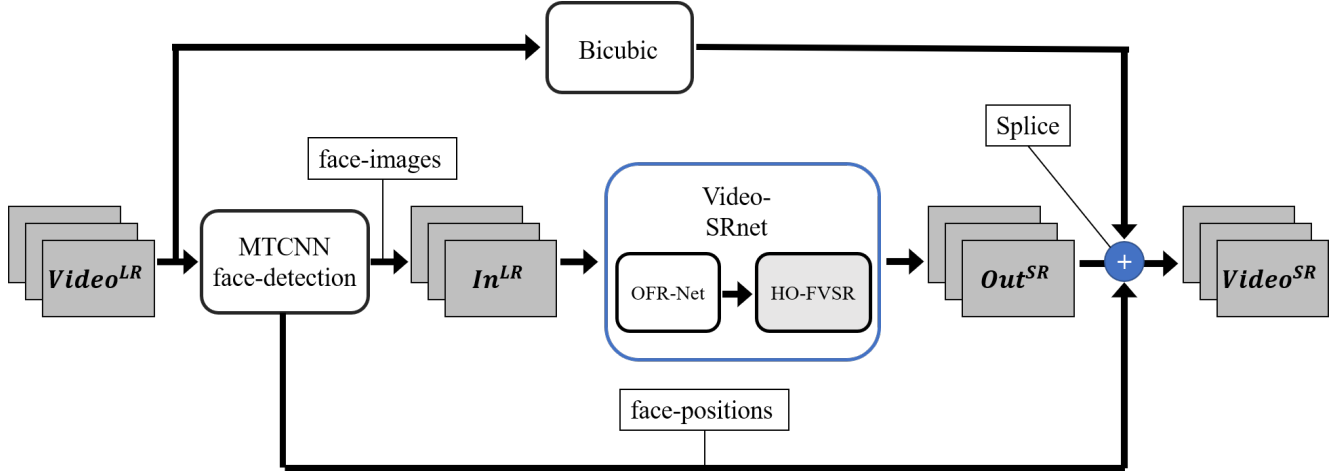 Bicubic
Splice
face-images
Video-
SRnet
MTCNN
face-detection
Video^LR
In^LR
OFR-Net
HO-FVSR
Out^SR
+
Video^SR
face-positions